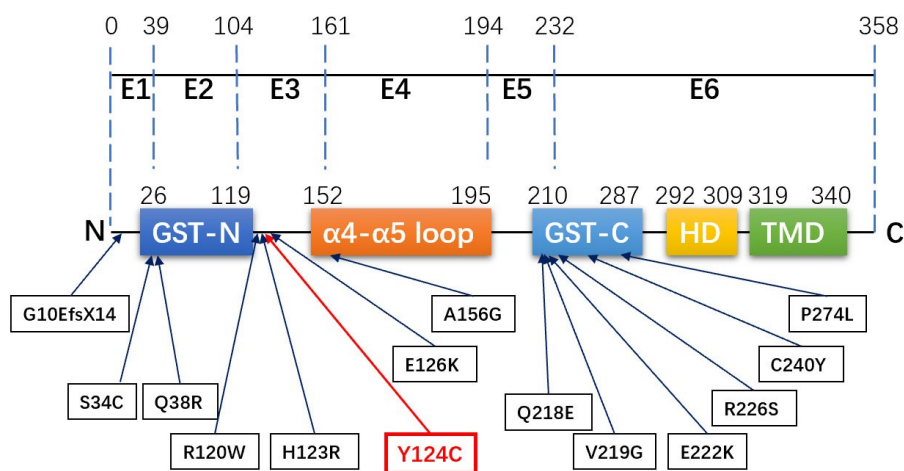 0 39 104 161 194 232 358
E1 E2 E3 E4 E5 E6
26 119 152 195 210 287 292 309 319 340
N GST-N α4-α5 loop GST-C HD TMD C
G10EfsX14 A156G P274L
E126K C240Y
S34C Q38R Q218E R226S
R120W H123R Y124C V219G E222K